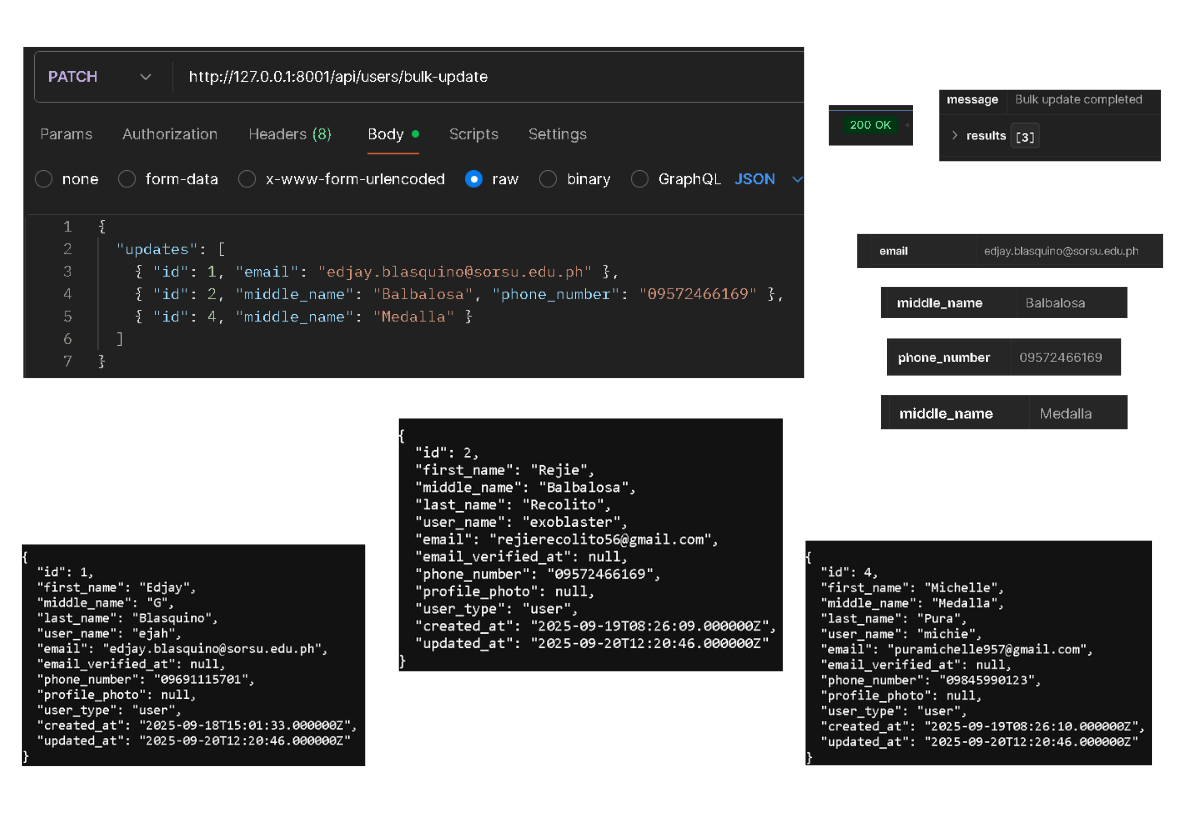 PATCH http://127.0.0.1:8001/api/users/bulk-update
Params Authorization Headers (8) Body Scripts Settings
none form-data x-www-form-urlencoded raw binary GraphQL JSON
1 {
2 "updates": [
3 { "id": 1, "email": "edjay.blasquino@sorsu.edu.ph" },
4 { "id": 2, "middle_name": "Balbalosa", "phone_number": "09572466169" },
5 { "id": 4, "middle_name": "Medalla" }
6 ]
7 }
200 OK
message Bulk update completed
results [3]
email edjay.blasquino@sorsu.edu.ph
middle_name Balbalosa
phone_number 09572466169
middle_name Medalla
{
"id": 1,
"first_name": "Edjay",
"middle_name": "G",
"last_name": "Blasquino",
"user_name": "ejah",
"email": "edjay.blasquino@sorsu.edu.ph",
"email_verified_at": null,
"phone_number": "09691115701",
"profile_photo": null,
"user_type": "user",
"created_at": "2025-09-18T15:01:33.000000Z",
"updated_at": "2025-09-20T12:20:46.000000Z"
}
{
"id": 2,
"first_name": "Rejie",
"middle_name": "Balbalosa",
"last_name": "Recolito",
"user_name": "exoblaster",
"email": "rejierecolito56@gmail.com",
"email_verified_at": null,
"phone_number": "09572466169",
"profile_photo": null,
"user_type": "user",
"created_at": "2025-09-19T08:26:09.000000Z",
"updated_at": "2025-09-20T12:20:46.000000Z"
}
{
"id": 4,
"first_name": "Michelle",
"middle_name": "Medalla",
"last_name": "Pura",
"user_name": "michie",
"email": "puramichelle957@gmail.com",
"email_verified_at": null,
"phone_number": "09845990123",
"profile_photo": null,
"user_type": "user",
"created_at": "2025-09-19T08:26:10.000000Z",
"updated_at": "2025-09-20T12:20:46.000000Z"
}